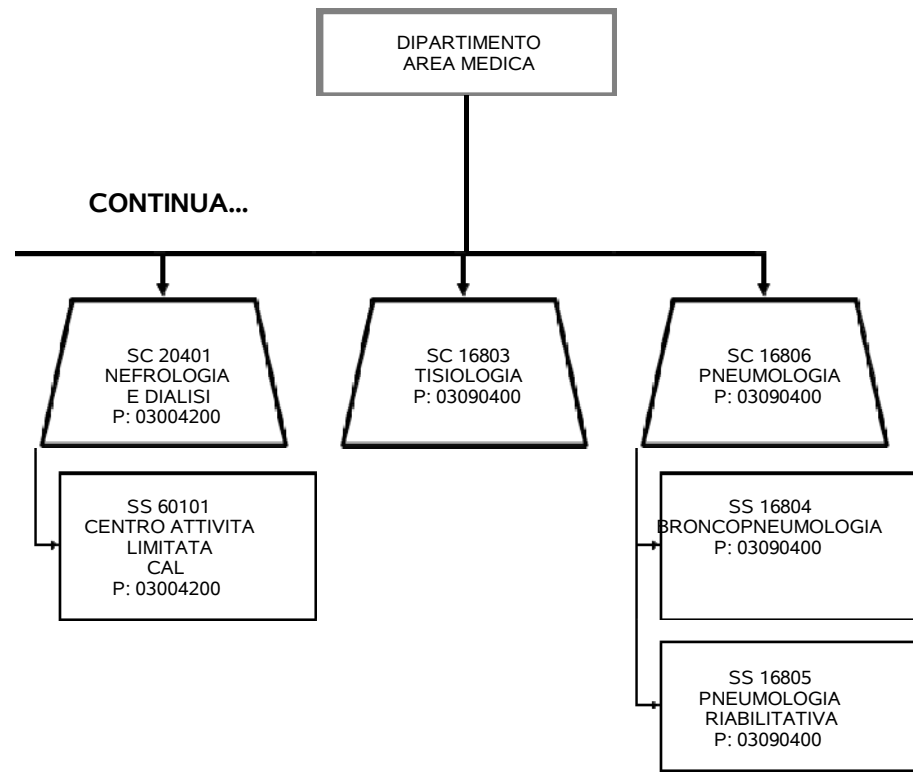 DIPARTIMENTO
AREA MEDICA
CONTINUA...
SC 20401
NEFROLOGIA
E DIALISI
P: 03004200
SC 16803
TISIOLOGIA
P: 03090400
SC 16806
PNEUMOLOGIA
P: 03090400
SS 60101
CENTRO ATTIVITA
LIMITATA
CAL
P: 03004200
SS 16804
BRONCOPNEUMOLOGIA
P: 03090400
SS 16805
PNEUMOLOGIA
RIABILITATIVA
P: 03090400